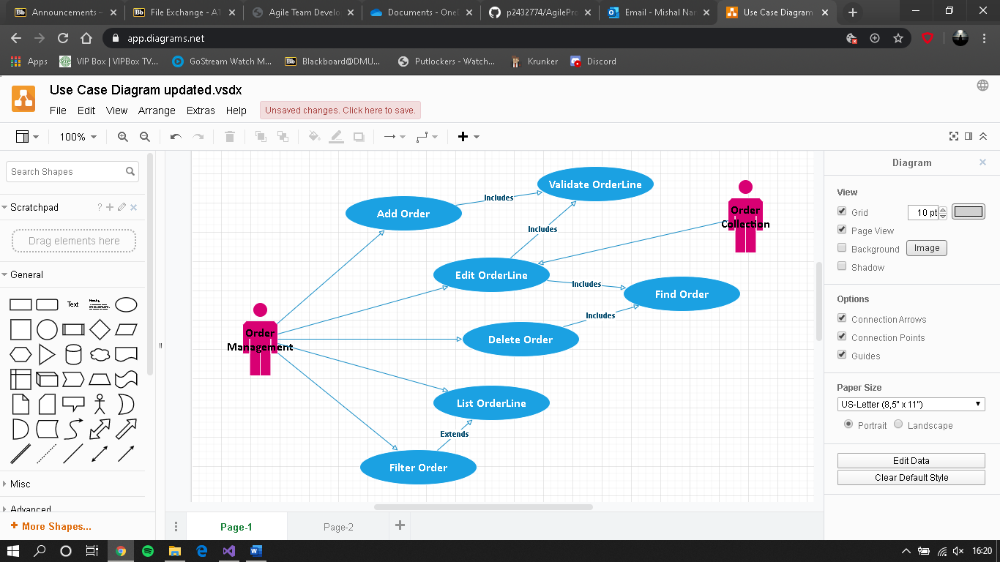 Announcements –
File Exchange - A1
Agile Team Develo
Documents - OneD
p2432774/AgilePro
Email - Mishal Nar
Use Case Diagram
app.diagrams.net
Apps
VIP Box | VIPBox TV...
GoStream Watch M...
Bb
Blackboard@DMU...
Putlockers - Watch...
Krunker
Discord
Use Case Diagram updated.vsdx
File Edit View Arrange Extras Help
Unsaved changes. Click here to save.
100%
Search Shapes
Scratchpad
?
Drag elements here
General
Text
Heading
Misc
Advanced
More Shapes...
Validate OrderLine
Includes
Add Order
Order
Collection
Includes
Edit OrderLine
Includes
Find Order
Includes
Order
Management
Delete Order
List OrderLine
Extends
Filter Order
Page-1
Page-2
Diagram
View
Grid
10 pt
Page View
Background
Image
Shadow
Options
Connection Arrows
Connection Points
Guides
Paper Size
US-Letter (8,5" x 11")
Portrait
Landscape
Edit Data
Clear Default Style
16:20